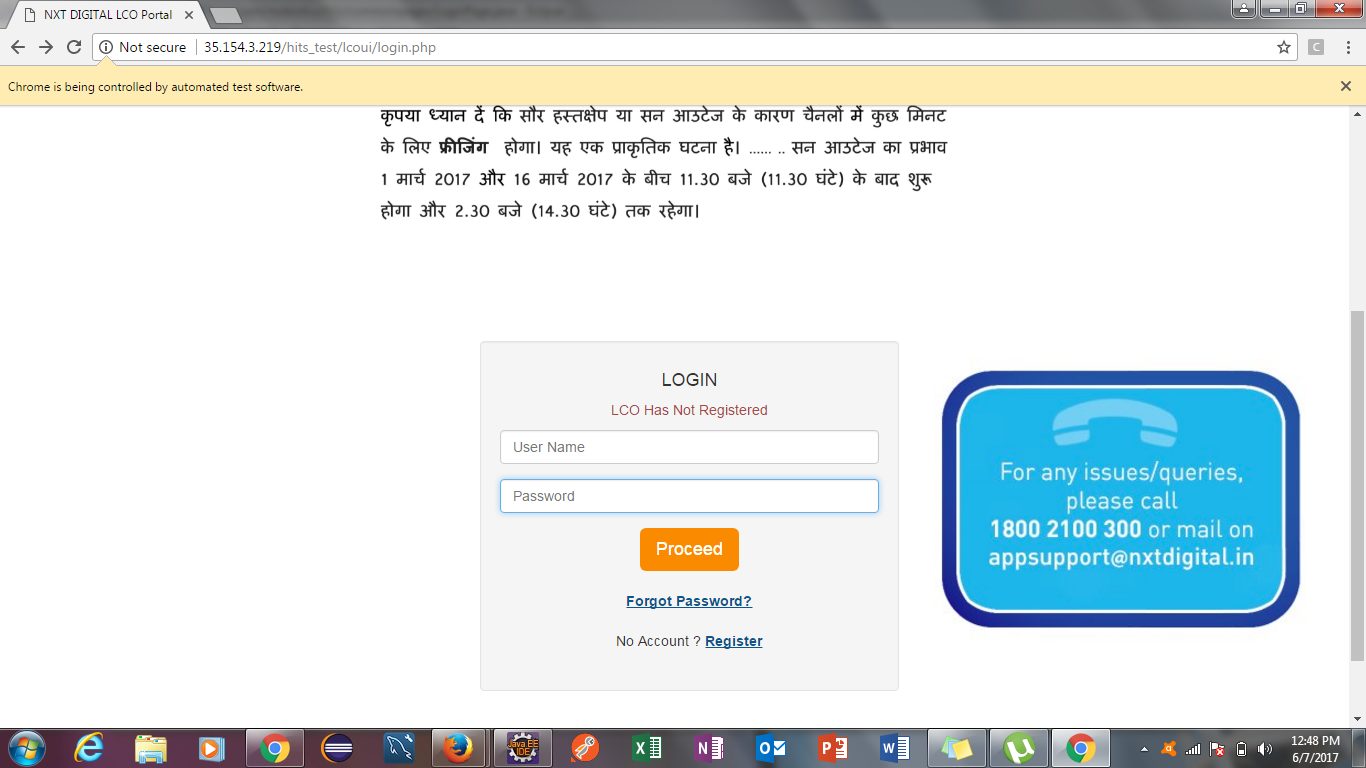 NXT DIGITAL LCO Portal
Not secure
35.154.3.219/hits_test/lcoui/login.php
C
Chrome is being controlled by automated test software.
कृपया ध्यान दें कि सौर हस्तक्षेप या सन आउटेज के कारण चैनलों में कुछ मिनट
के लिए फ्रीजिंग होगा। यह एक प्राकृतिक घटना है। ...... .. सन आउटेज का प्रभाव
1 मार्च 2017 और 16 मार्च 2017 के बीच 11.30 बजे (11.30 घंटे) के बाद शुरू
होगा और 2.30 बजे (14.30 घंटे) तक रहेगा।
LOGIN
LCO Has Not Registered
User Name
Password
Proceed
Forgot Password?
No Account ? Register
For any issues/queries,
please call
1800 2100 300 or mail on
appsupport@nxtdigital.in
Java EE
IDE
12:48 PM
6/7/2017